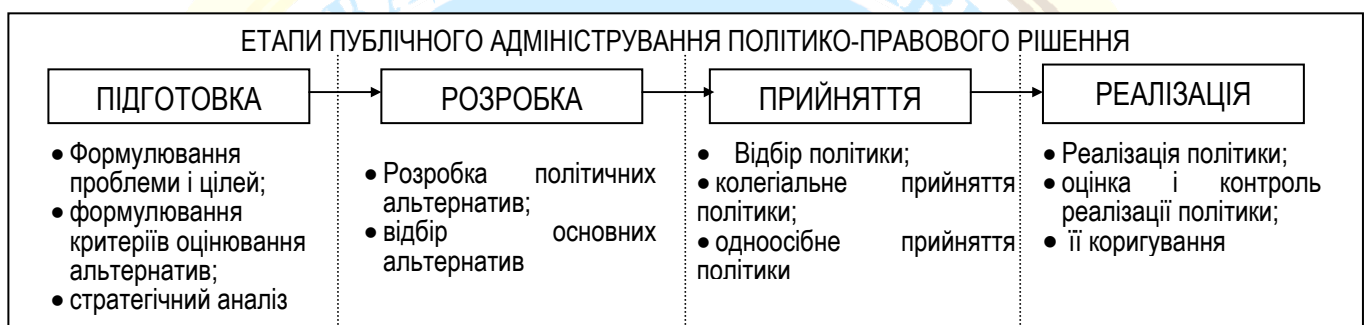 ЕТАПИ ПУБЛІЧНОГО АДМІНІСТРУВАННЯ ПОЛІТИКО-ПРАВОВОГО РІШЕННЯ
ПІДГОТОВКА
• Формулювання
проблеми і цілей;
• формулювання
критеріїв оцінювання
альтернатив;
• стратегічний аналіз
РОЗРОБКА
• Розробка політичних
альтернатив;
• відбір основних
альтернатив
ПРИЙНЯТТЯ
• Відбір політики;
• колегіальне прийняття
політики;
• одноосібне прийняття
політики
РЕАЛІЗАЦІЯ
• Реалізація політики;
• оцінка і контроль
реалізації політики;
• її коригування